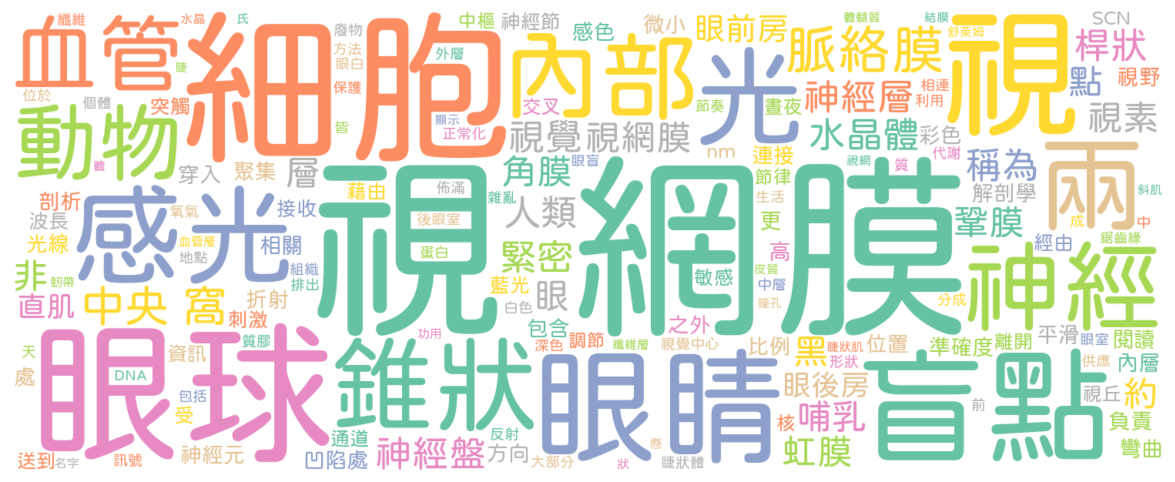 纖維 水晶 氏 廢物 中樞 神經節 感色 微小 眼前房 體髓質 結膜 SCN
血管 細胞 內部 光 脈絡膜 視 桿狀
睫 方法 眼白 外層 舒萊姆
位於 個體 突觸 保護 顯示 交叉 節奏 晝夜 神經層 相連 利用 點 視野
動物 皆 正常化 視覺 視網膜 水晶體 彩色 視素
體 穿入 聚集 層 角膜 眼盲 nm 連接 視網 質 代謝 稱為 兩
剖析 藉由 佈滿 雜亂 人類 節律 生活 解剖學 斜肌
波長 感光 氧氣 接收 後眼室 視網膜 更 鞏膜 成 中
光線 血管層 地點 相關 蛋白 緊密 高 經由 鋸齒緣
非 韌帶 組織 排出 藍光 眼 敏感 皮質 中層 神經
直肌 中央 窩 折射 白色 瞳孔 分成
刺激 包含 之外 平滑 眼室
天 眼球 質膠 錐狀 功用 深色 調節 纖維層 視覺中心 比例 黑 睫狀肌 位置 準確度 離開 閱讀
處 DNA 資訊 眼睛 形狀 盲點 供應 內層
包括 受 眼後房 前 視丘 約
神經元 通道 反射 核 哺乳 負責
送到 名字 訊號 凹陷處 神經盤 方向 大部分 懸 狀 睫狀體 虹膜 彎曲